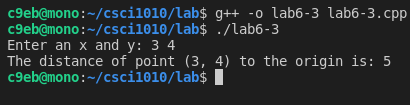 c9eb@mono:~/csci1010/lab$ g++ -o lab6-3 lab6-3.cpp
c9eb@mono:~/csci1010/lab$ ./lab6-3
Enter an x and y: 3 4
The distance of point (3, 4) to the origin is: 5
c9eb@mono:~/csci1010/lab$